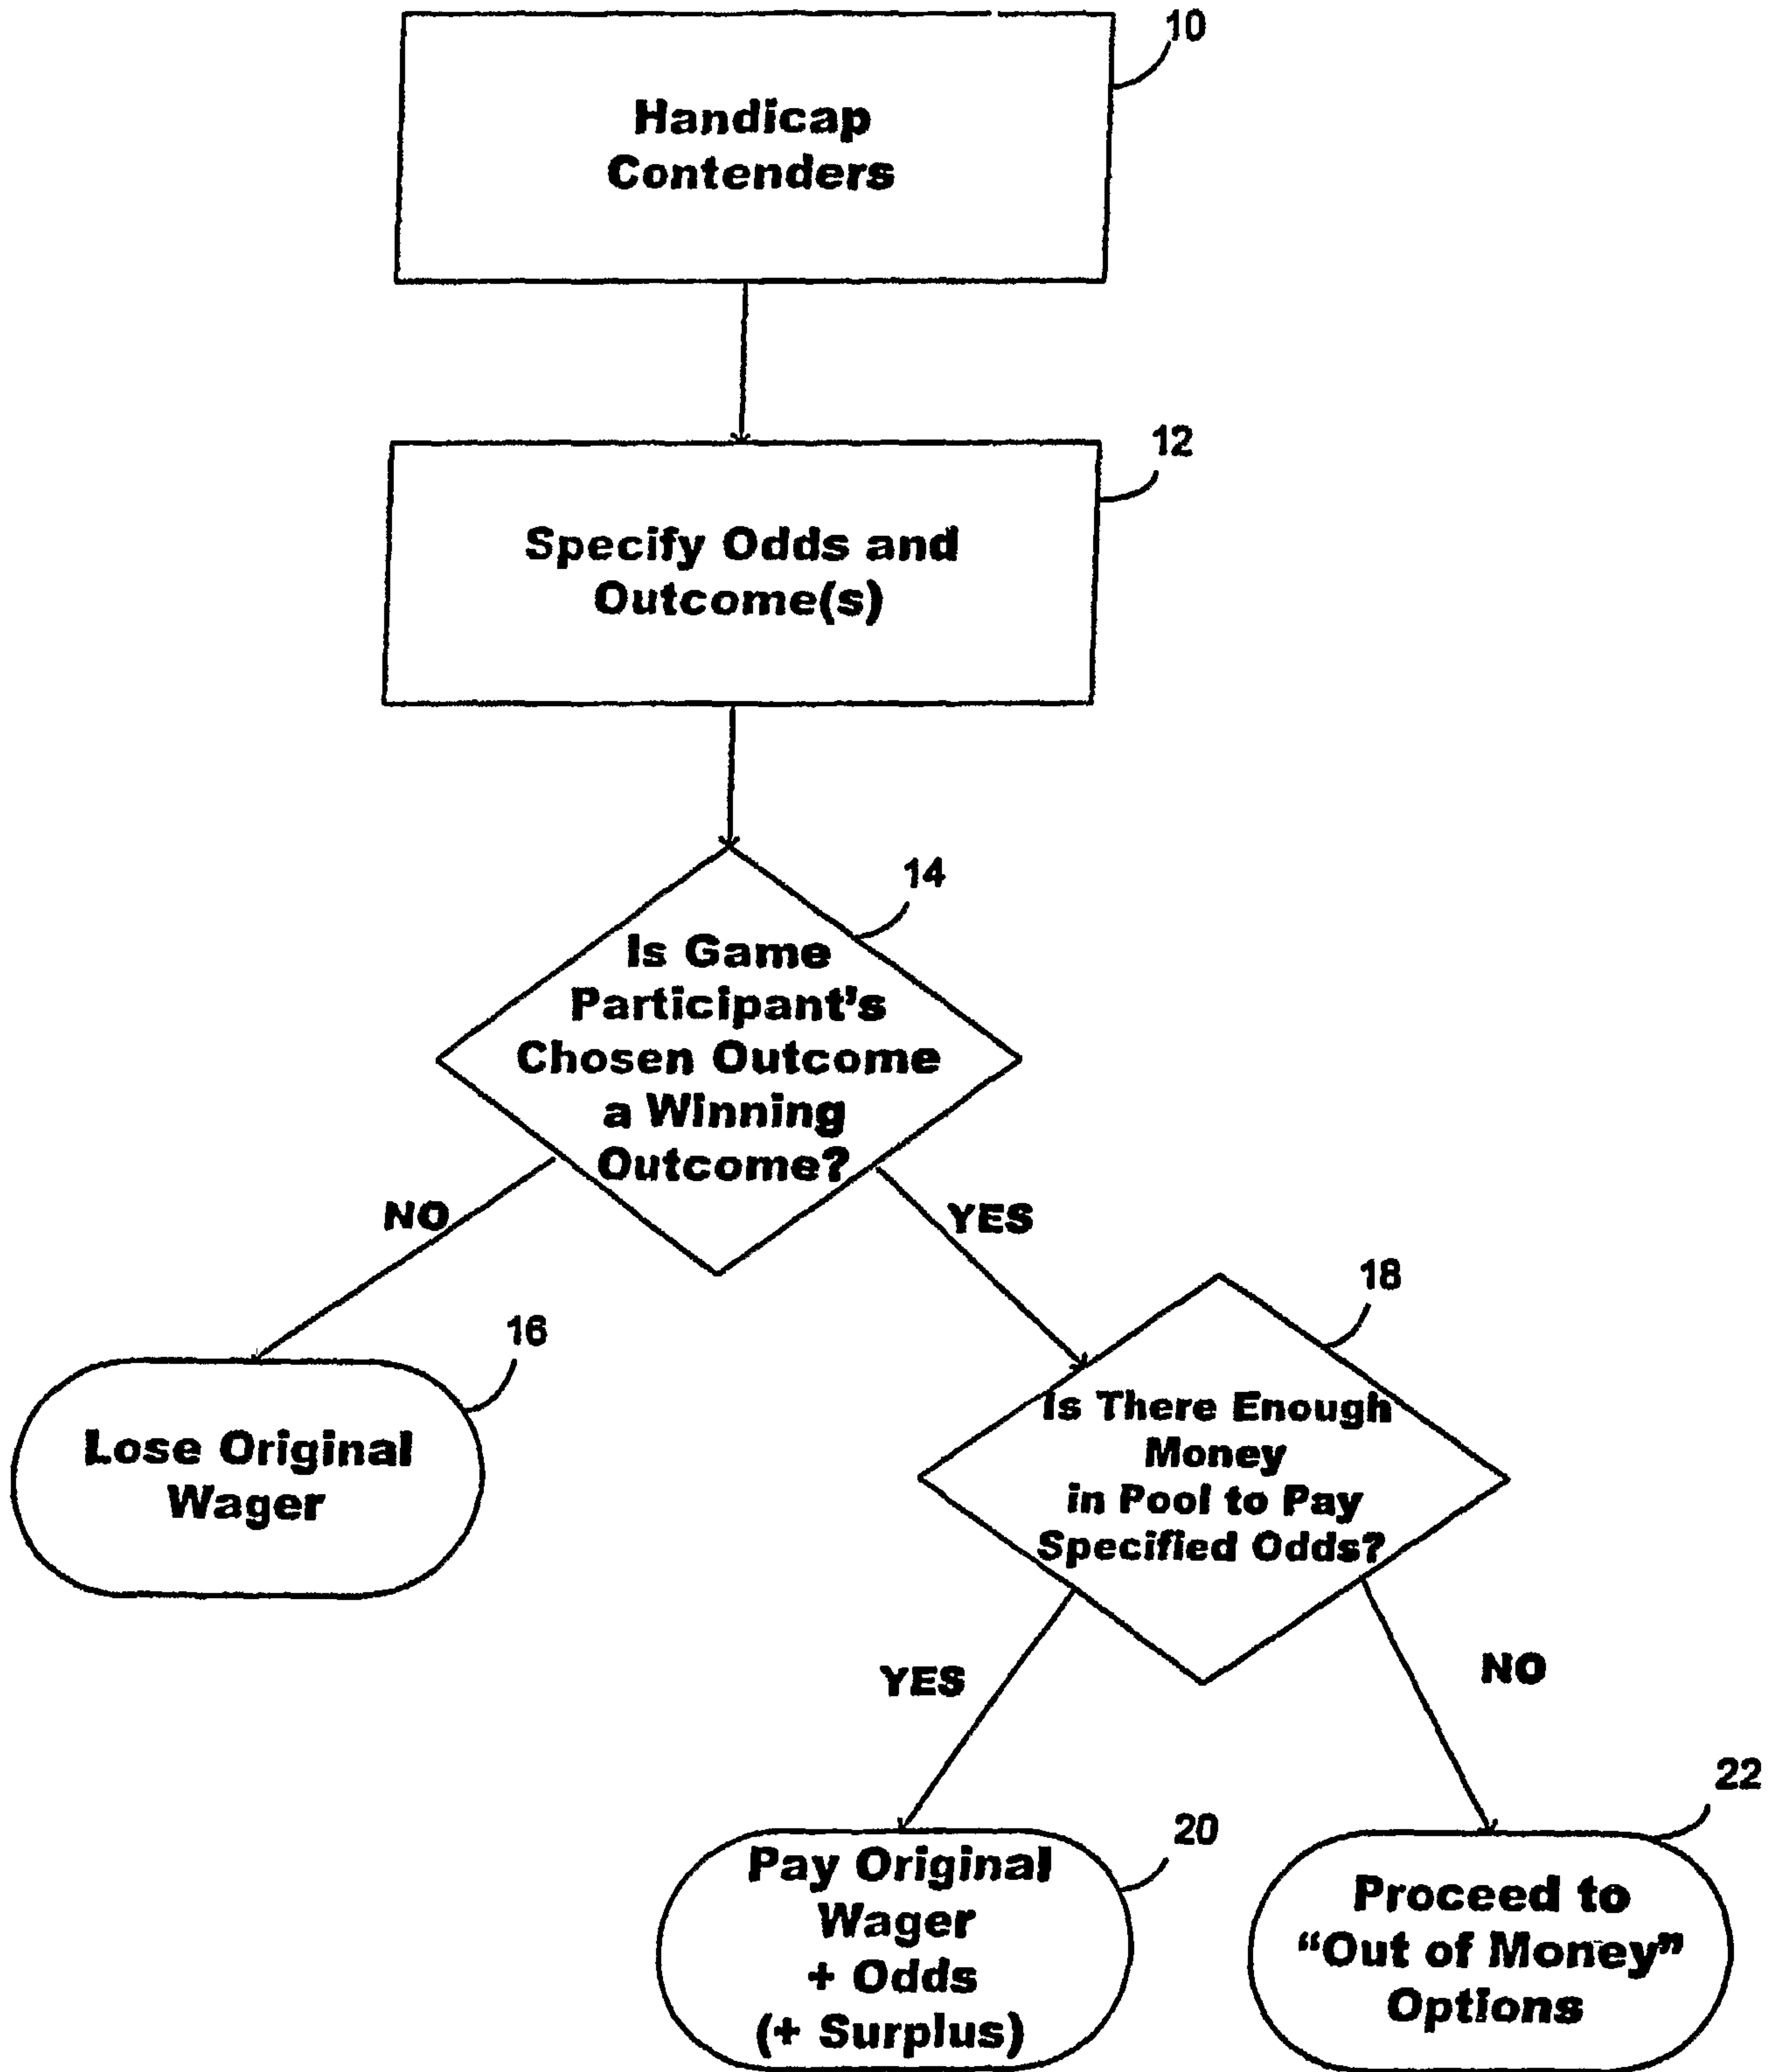 10
Handicap
Contenders
12
Specify Odds and
Outcome(s)
14
Is Game
Participant's
Chosen Outcome
a Winning
Outcome?
NO
YES
18
16
Is There Enough
Money
in Pool to Pay
Specified Odds?
Lose Original
Wager
YES
NO
22
20
Pay Original
Wager
+ Odds
(+ Surplus)
Proceed to
“Out of Money”
Options